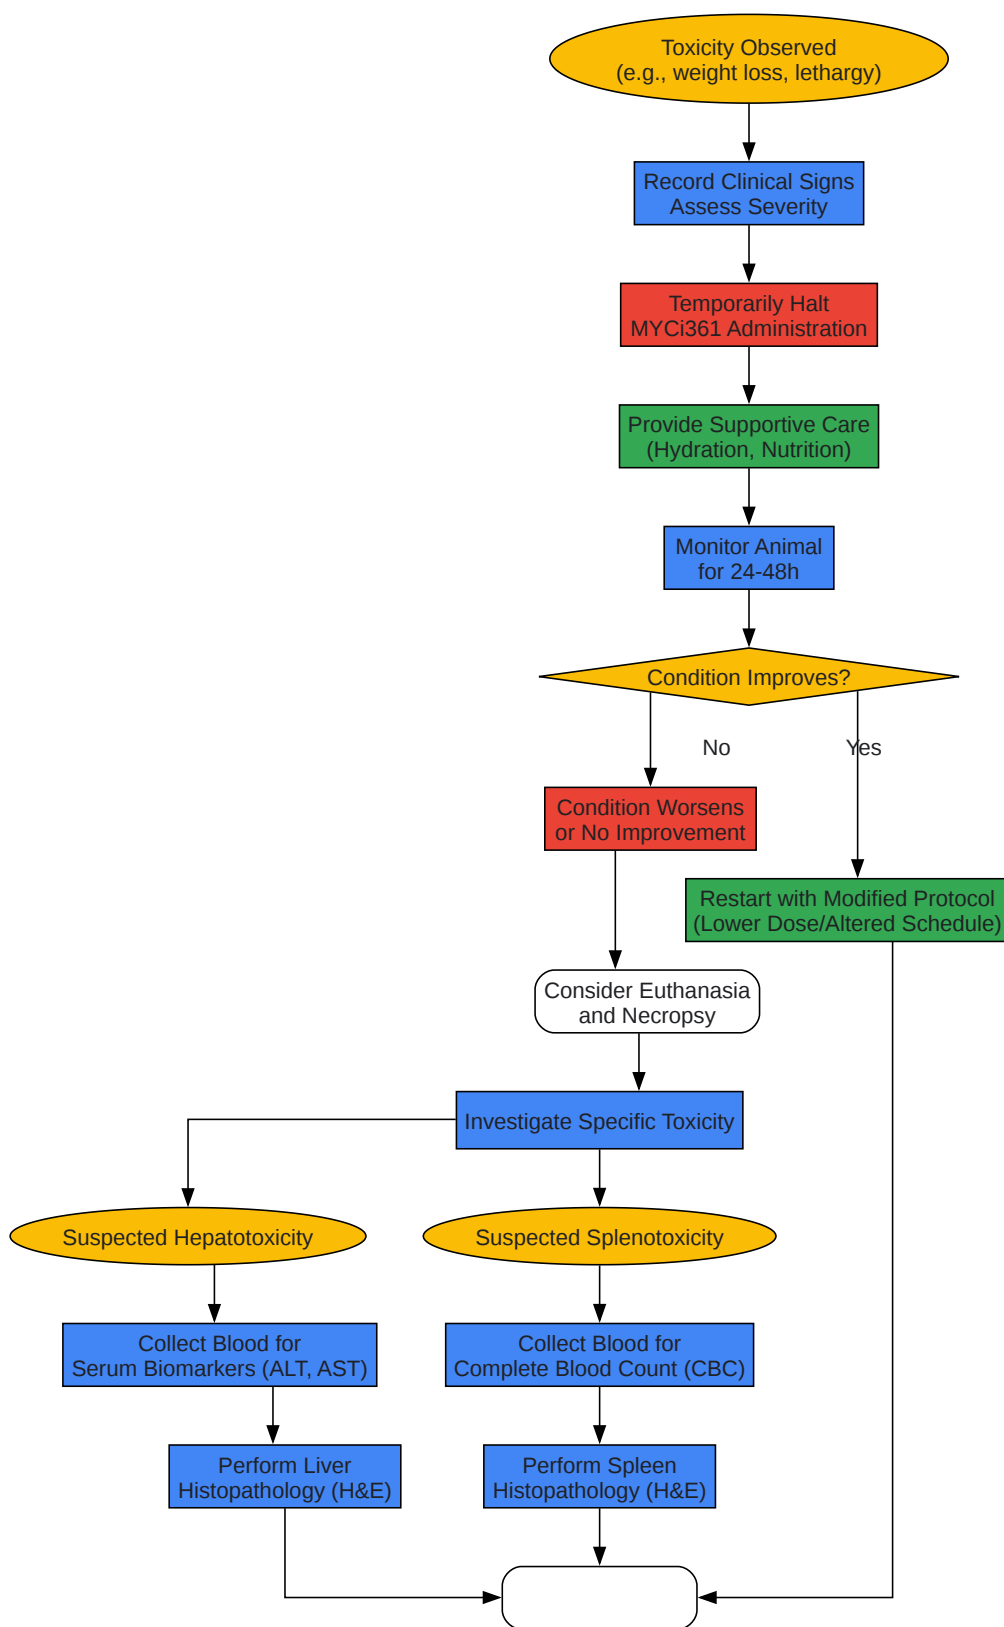 Toxicity Observed
(e.g., weight loss, lethargy)
Record Clinical Signs
Assess Severity
Temporarily Halt
MYCi361 Administration
Provide Supportive Care
(Hydration, Nutrition)
Monitor Animal
for 24-48h
Condition Improves?
No
Yes
Condition Worsens
or No Improvement
Restart with Modified Protocol
(Lower Dose/Altered Schedule)
Consider Euthanasia
and Necropsy
Investigate Specific Toxicity
Suspected Hepatotoxicity
Suspected Splenotoxicity
Collect Blood for
Serum Biomarkers (ALT, AST)
Collect Blood for
Complete Blood Count (CBC)
Perform Liver
Histopathology (H&E)
Perform Spleen
Histopathology (H&E)